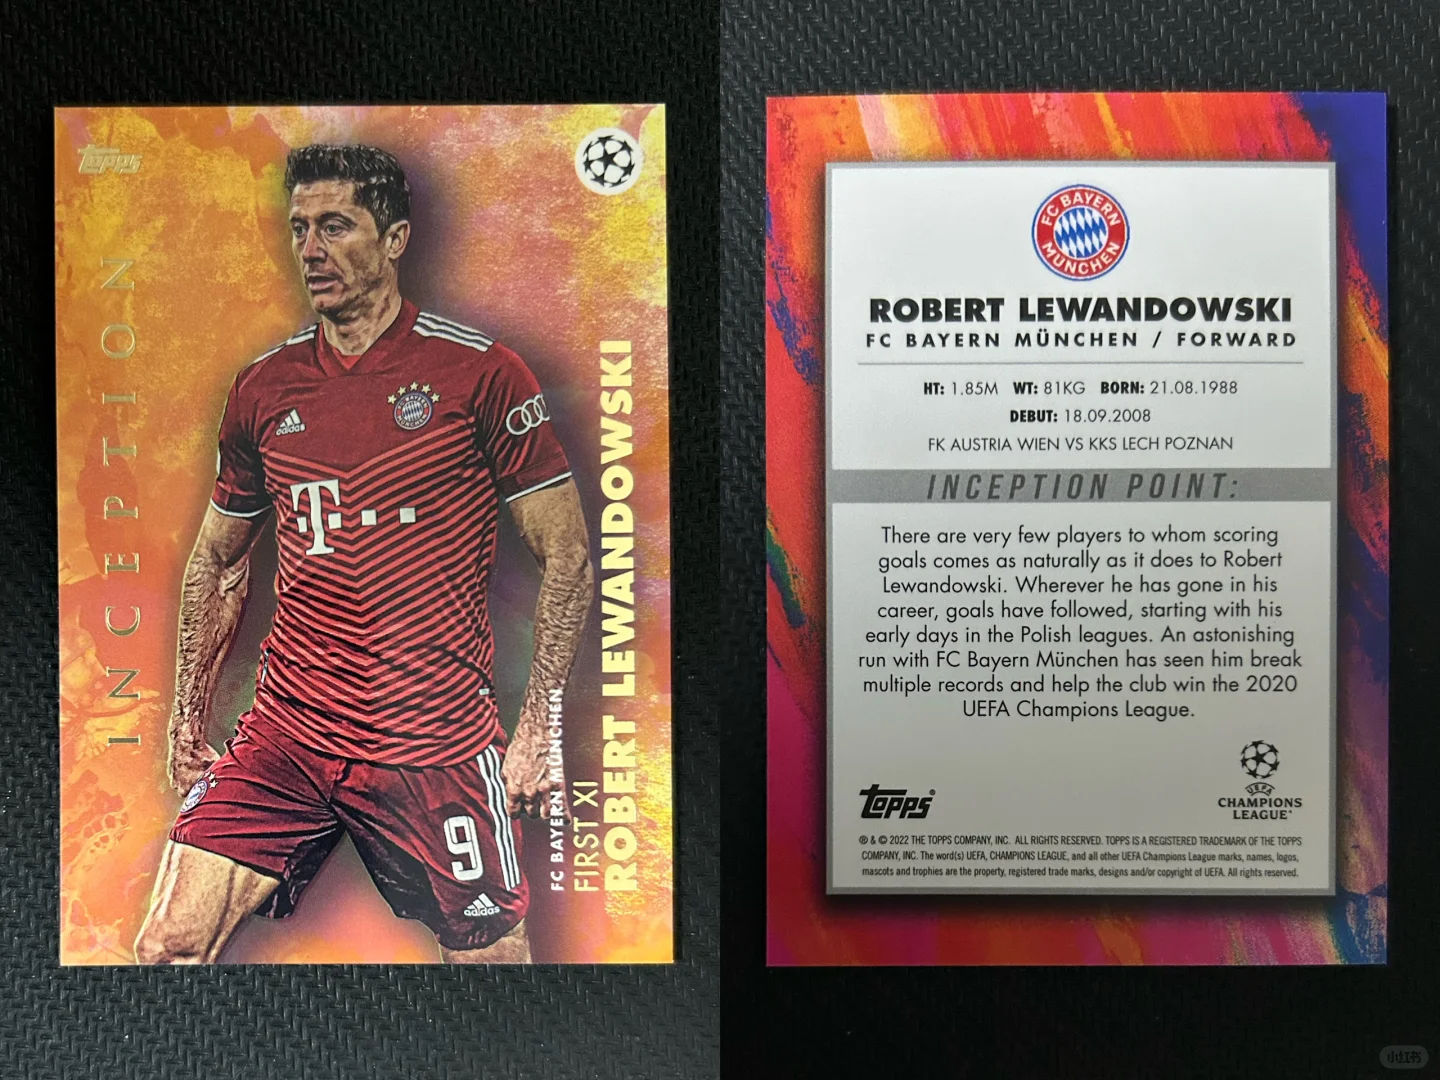 topps
INCEPTION
FC BAYERN MÜNCHEN
FIRST XI
ROBERT LEWANDOWSKI
adidas
FC BAYERN
MÜNCHEN
T
9
adidas
FC BAYERN
MÜNCHEN
ROBERT LEWANDOWSKI
FC BAYERN MÜNCHEN / FORWARD
HT: 1.85M WT: 81KG BORN: 21.08.1988
DEBUT: 18.09.2008
FK AUSTRIA WIEN VS KKS LECH POZNAN
INCEPTION POINT:
There are very few players to whom scoring
goals comes as naturally as it does to Robert
Lewandowski. Wherever he has gone in his
career, goals have followed, starting with his
early days in the Polish leagues. An astonishing
run with FC Bayern München has seen him break
multiple records and help the club win the 2020
UEFA Champions League.
topps®
UEFA
CHAMPIONS
LEAGUE
® & © 2022 THE TOPPS COMPANY, INC. ALL RIGHTS RESERVED. TOPPS IS A REGISTERED TRADEMARK OF THE TOPPS
COMPANY, INC. The word(s) UEFA, CHAMPIONS LEAGUE, and all other UEFA Champions League marks, names, logos,
mascots and trophies are the property, registered trade marks, designs and/or copyright of UEFA. All rights reserved.
小红书